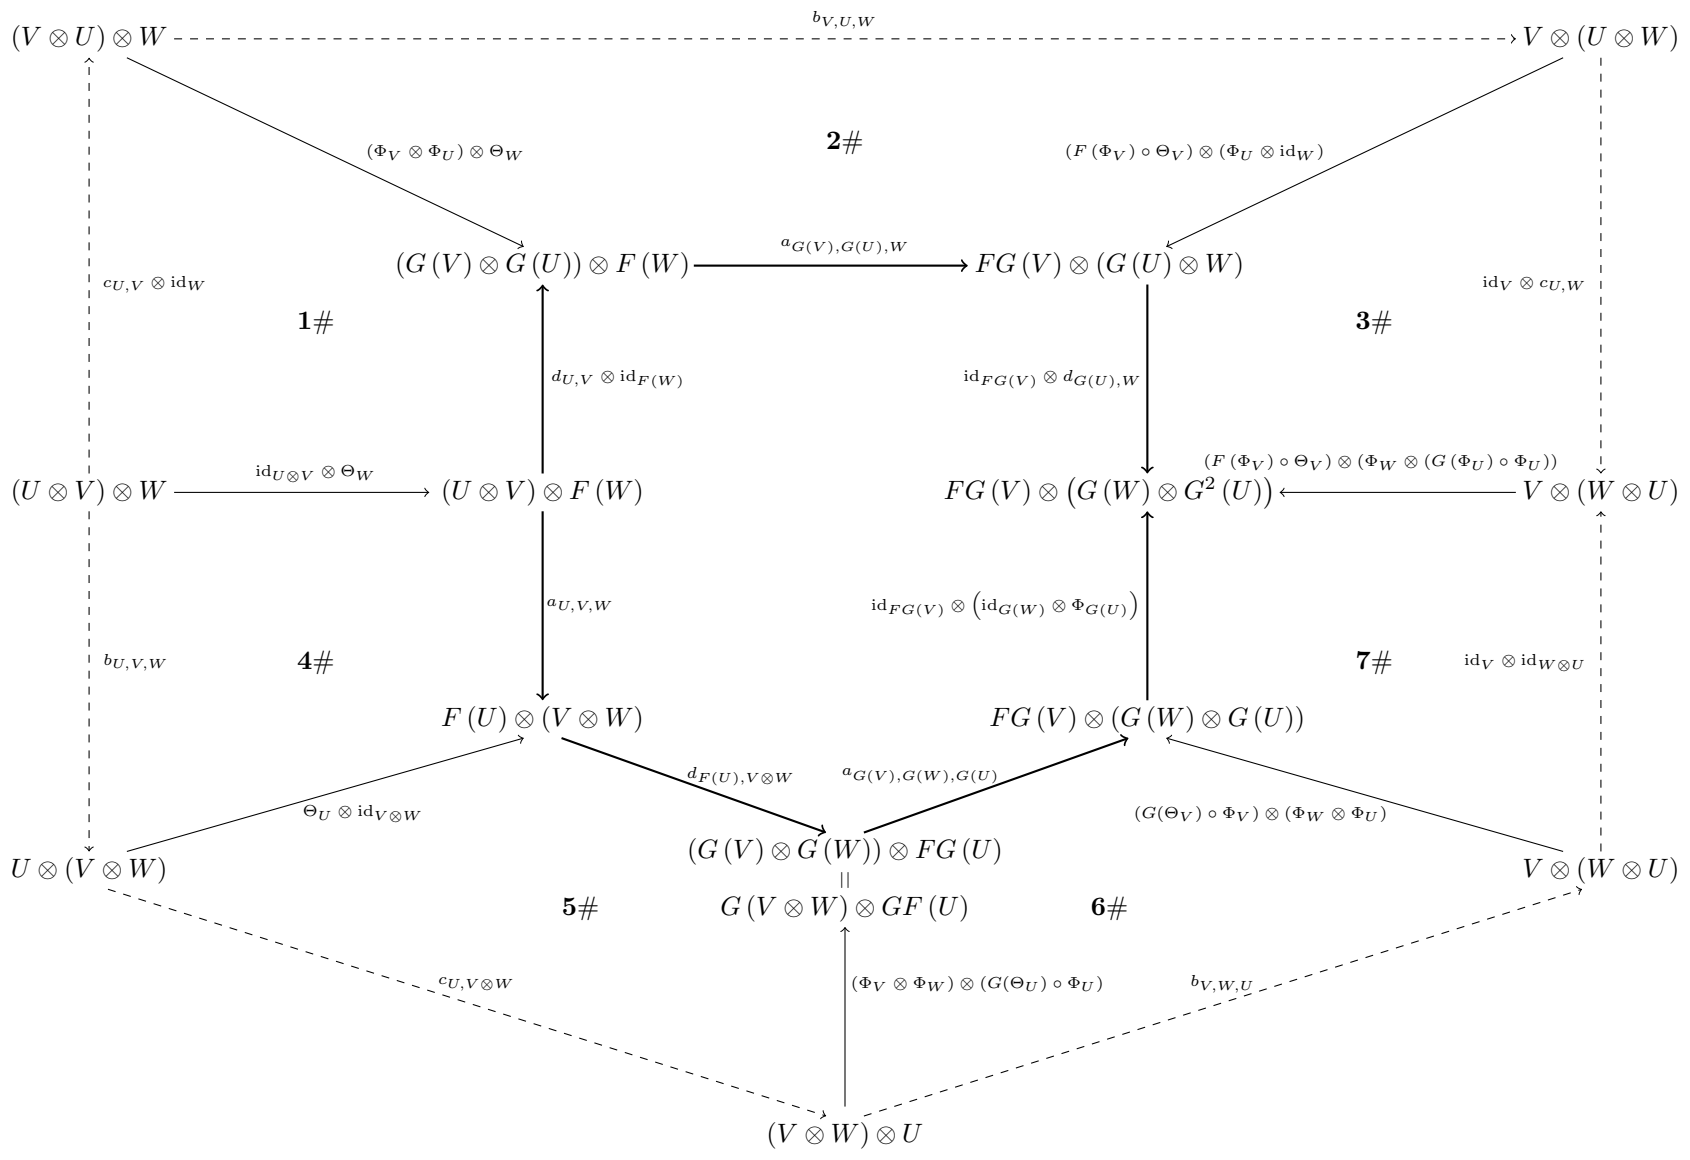 b_{V,U,W}
(V ⊗ U) ⊗ W V ⊗ (U ⊗ W)
(Φ_V ⊗ Φ_U) ⊗ Θ_W 2# (F (Φ_V) ∘ Θ_V) ⊗ (Φ_U ⊗ id_W)
a_{G(V),G(U),W}
(G (V) ⊗ G (U)) ⊗ F (W) FG (V) ⊗ (G (U) ⊗ W)
c_{U,V} ⊗ id_W id_V ⊗ c_{U,W}
1# 3#
d_{U,V} ⊗ id_{F(W)} id_{FG(V)} ⊗ d_{G(U),W}
id_{U⊗V} ⊗ Θ_W (F (Φ_V) ∘ Θ_V) ⊗ (Φ_W ⊗ (G (Φ_U) ∘ Φ_U))
(U ⊗ V) ⊗ W (U ⊗ V) ⊗ F (W) FG (V) ⊗ (G (W) ⊗ G² (U)) V ⊗ (W ⊗ U)
a_{U,V,W} id_{FG(V)} ⊗ (id_{G(W)} ⊗ Φ_{G(U)})
b_{U,V,W} 4# 7# id_V ⊗ id_{W⊗U}
F (U) ⊗ (V ⊗ W) FG (V) ⊗ (G (W) ⊗ G (U))
d_{F(U),V⊗W} a_{G(V),G(W),G(U)}
Θ_U ⊗ id_{V⊗W} (G(Θ_V) ∘ Φ_V) ⊗ (Φ_W ⊗ Φ_U)
(G (V) ⊗ G (W)) ⊗ FG (U)
U ⊗ (V ⊗ W) || V ⊗ (W ⊗ U)
5# G (V ⊗ W) ⊗ GF (U) 6#
c_{U,V⊗W} (Φ_V ⊗ Φ_W) ⊗ (G(Θ_U) ∘ Φ_U) b_{V,W,U}
(V ⊗ W) ⊗ U